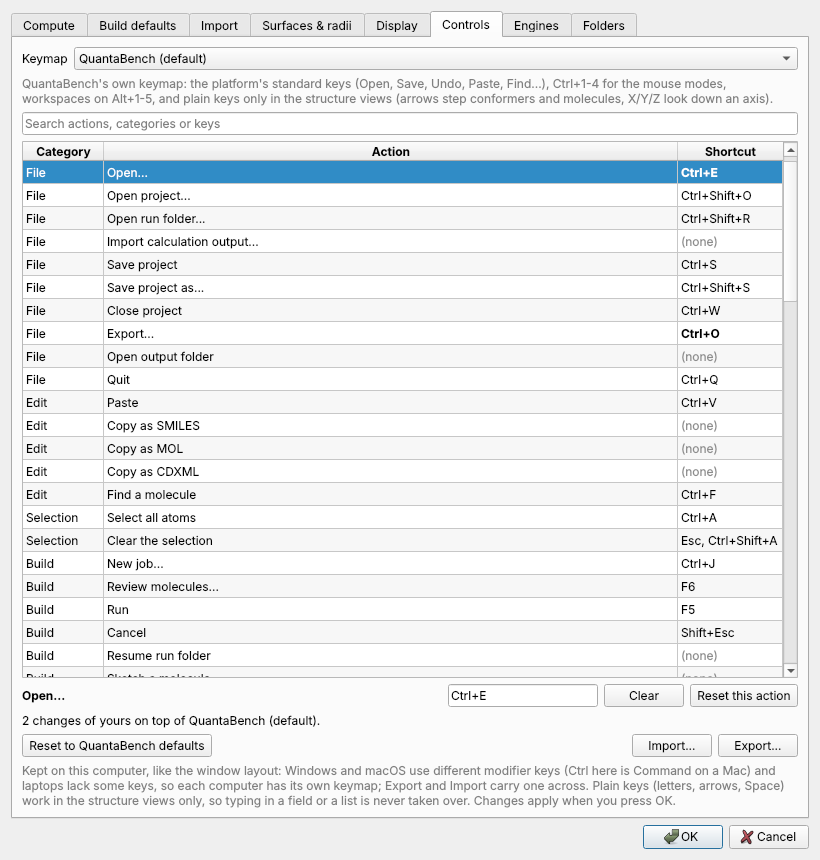 Compute Build defaults Import Surfaces & radii Display Controls Engines Folders
Keymap QuantaBench (default)
QuantaBench's own keymap: the platform's standard keys (Open, Save, Undo, Paste, Find...), Ctrl+1-4 for the mouse modes,
workspaces on Alt+1-5, and plain keys only in the structure views (arrows step conformers and molecules, X/Y/Z look down an axis).
Search actions, categories or keys
Category Action Shortcut
File Open... Ctrl+E
File Open project... Ctrl+Shift+O
File Open run folder... Ctrl+Shift+R
File Import calculation output... (none)
File Save project Ctrl+S
File Save project as... Ctrl+Shift+S
File Close project Ctrl+W
File Export... Ctrl+O
File Open output folder (none)
File Quit Ctrl+Q
Edit Paste Ctrl+V
Edit Copy as SMILES (none)
Edit Copy as MOL (none)
Edit Copy as CDXML (none)
Edit Find a molecule Ctrl+F
Selection Select all atoms Ctrl+A
Selection Clear the selection Esc, Ctrl+Shift+A
Build New job... Ctrl+J
Build Review molecules... F6
Build Run F5
Build Cancel Shift+Esc
Build Resume run folder (none)
Open... Ctrl+E Clear Reset this action
2 changes of yours on top of QuantaBench (default).
Reset to QuantaBench defaults Import... Export...
Kept on this computer, like the window layout: Windows and macOS use different modifier keys (Ctrl here is Command on a Mac) and
laptops lack some keys, so each computer has its own keymap; Export and Import carry one across. Plain keys (letters, arrows, Space)
work in the structure views only, so typing in a field or a list is never taken over. Changes apply when you press OK.
OK Cancel